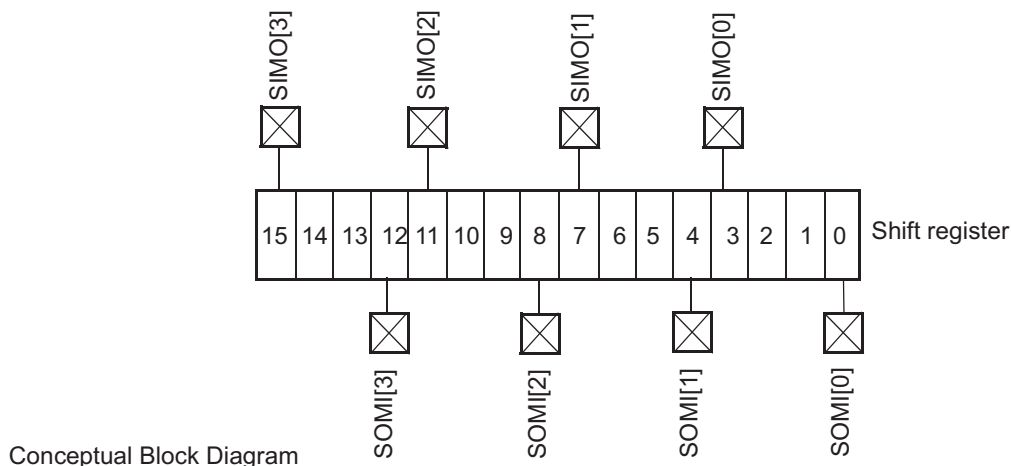 SIMO[3]
SIMO[2]
SIMO[1]
SIMO[0]
15 14 13 12 11 10 9 8 7 6 5 4 3 2 1 0
Shift register
SOMI[3]
SOMI[2]
SOMI[1]
SOMI[0]
Conceptual Block Diagram